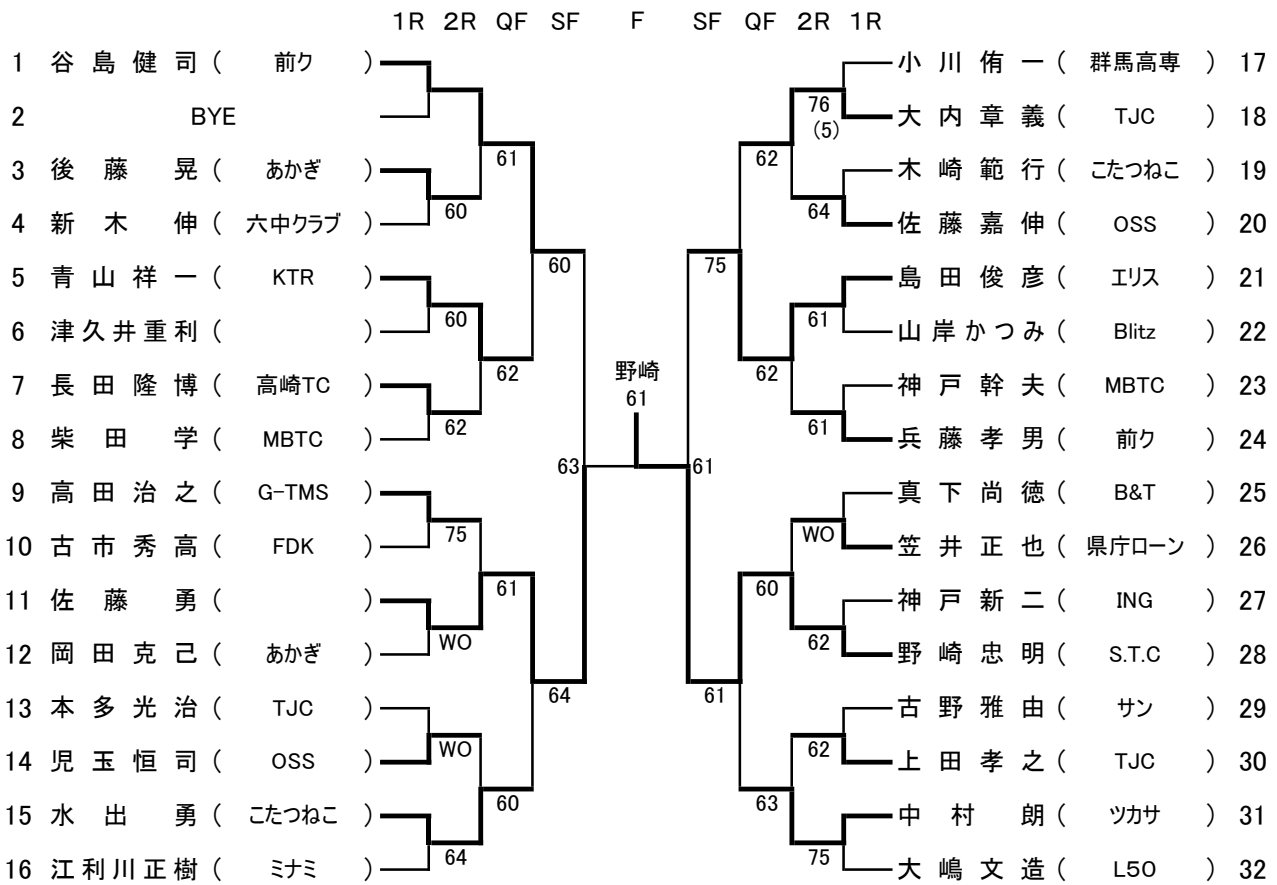 1R 2R QF SF F SF QF 2R 1R
1 谷島健司( 前ク ) 小川侑一( 群馬高専 ) 17
2 BYE 76 (5) 大内章義( TJC ) 18
61 62
3 後藤晃( あかぎ ) 木崎範行( こたつねこ ) 19
60 64
4 新木伸( 六中クラブ ) 佐藤嘉伸( OSS ) 20
60 75
5 青山祥一( KTR ) 島田俊彦( エリス ) 21
60 61
6 津久井重利( ) 山岸かつみ( Blitz ) 22
62 野崎 62
7 長田隆博( 高崎TC ) 61 神戸幹夫( MBTC ) 23
62 61
8 柴田学( MBTC ) 兵藤孝男( 前ク ) 24
63 61
9 高田治之( G-TMS ) 真下尚徳( B&T ) 25
75 WO
10 古市秀高( FDK ) 笠井正也( 県庁ローン ) 26
61 60
11 佐藤勇( ) 神戸新二( ING ) 27
WO 62
12 岡田克己( あかぎ ) 野崎忠明( S.T.C ) 28
64 61
13 本多光治( TJC ) 古野雅由( サン ) 29
WO 62
14 児玉恒司( OSS ) 上田孝之( TJC ) 30
60 63
15 水出勇( こたつねこ ) 中村朗( ツカサ ) 31
64 75
16 江利川正樹( ミナミ ) 大嶋文造( L50 ) 32